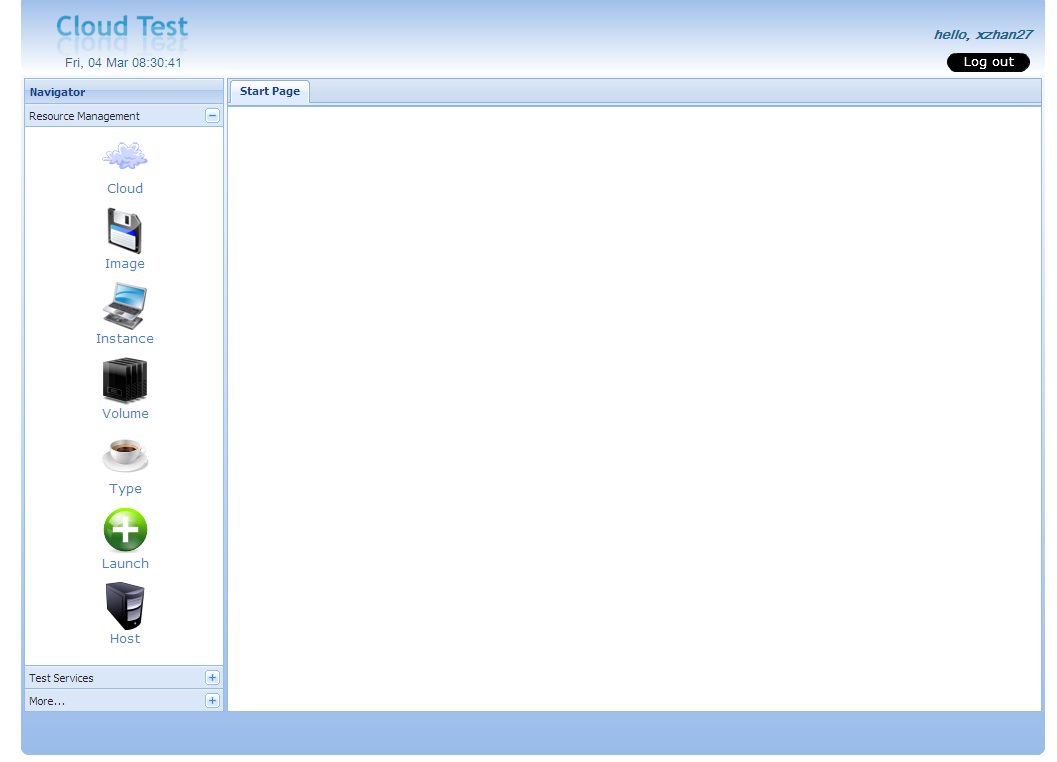 Cloud Test
hello, xzhan27
Fri, 04 Mar 08:30:41
Log out
Navigator
Start Page
Resource Management
Cloud
Image
Instance
Volume
Type
Launch
Host
Test Services
More...